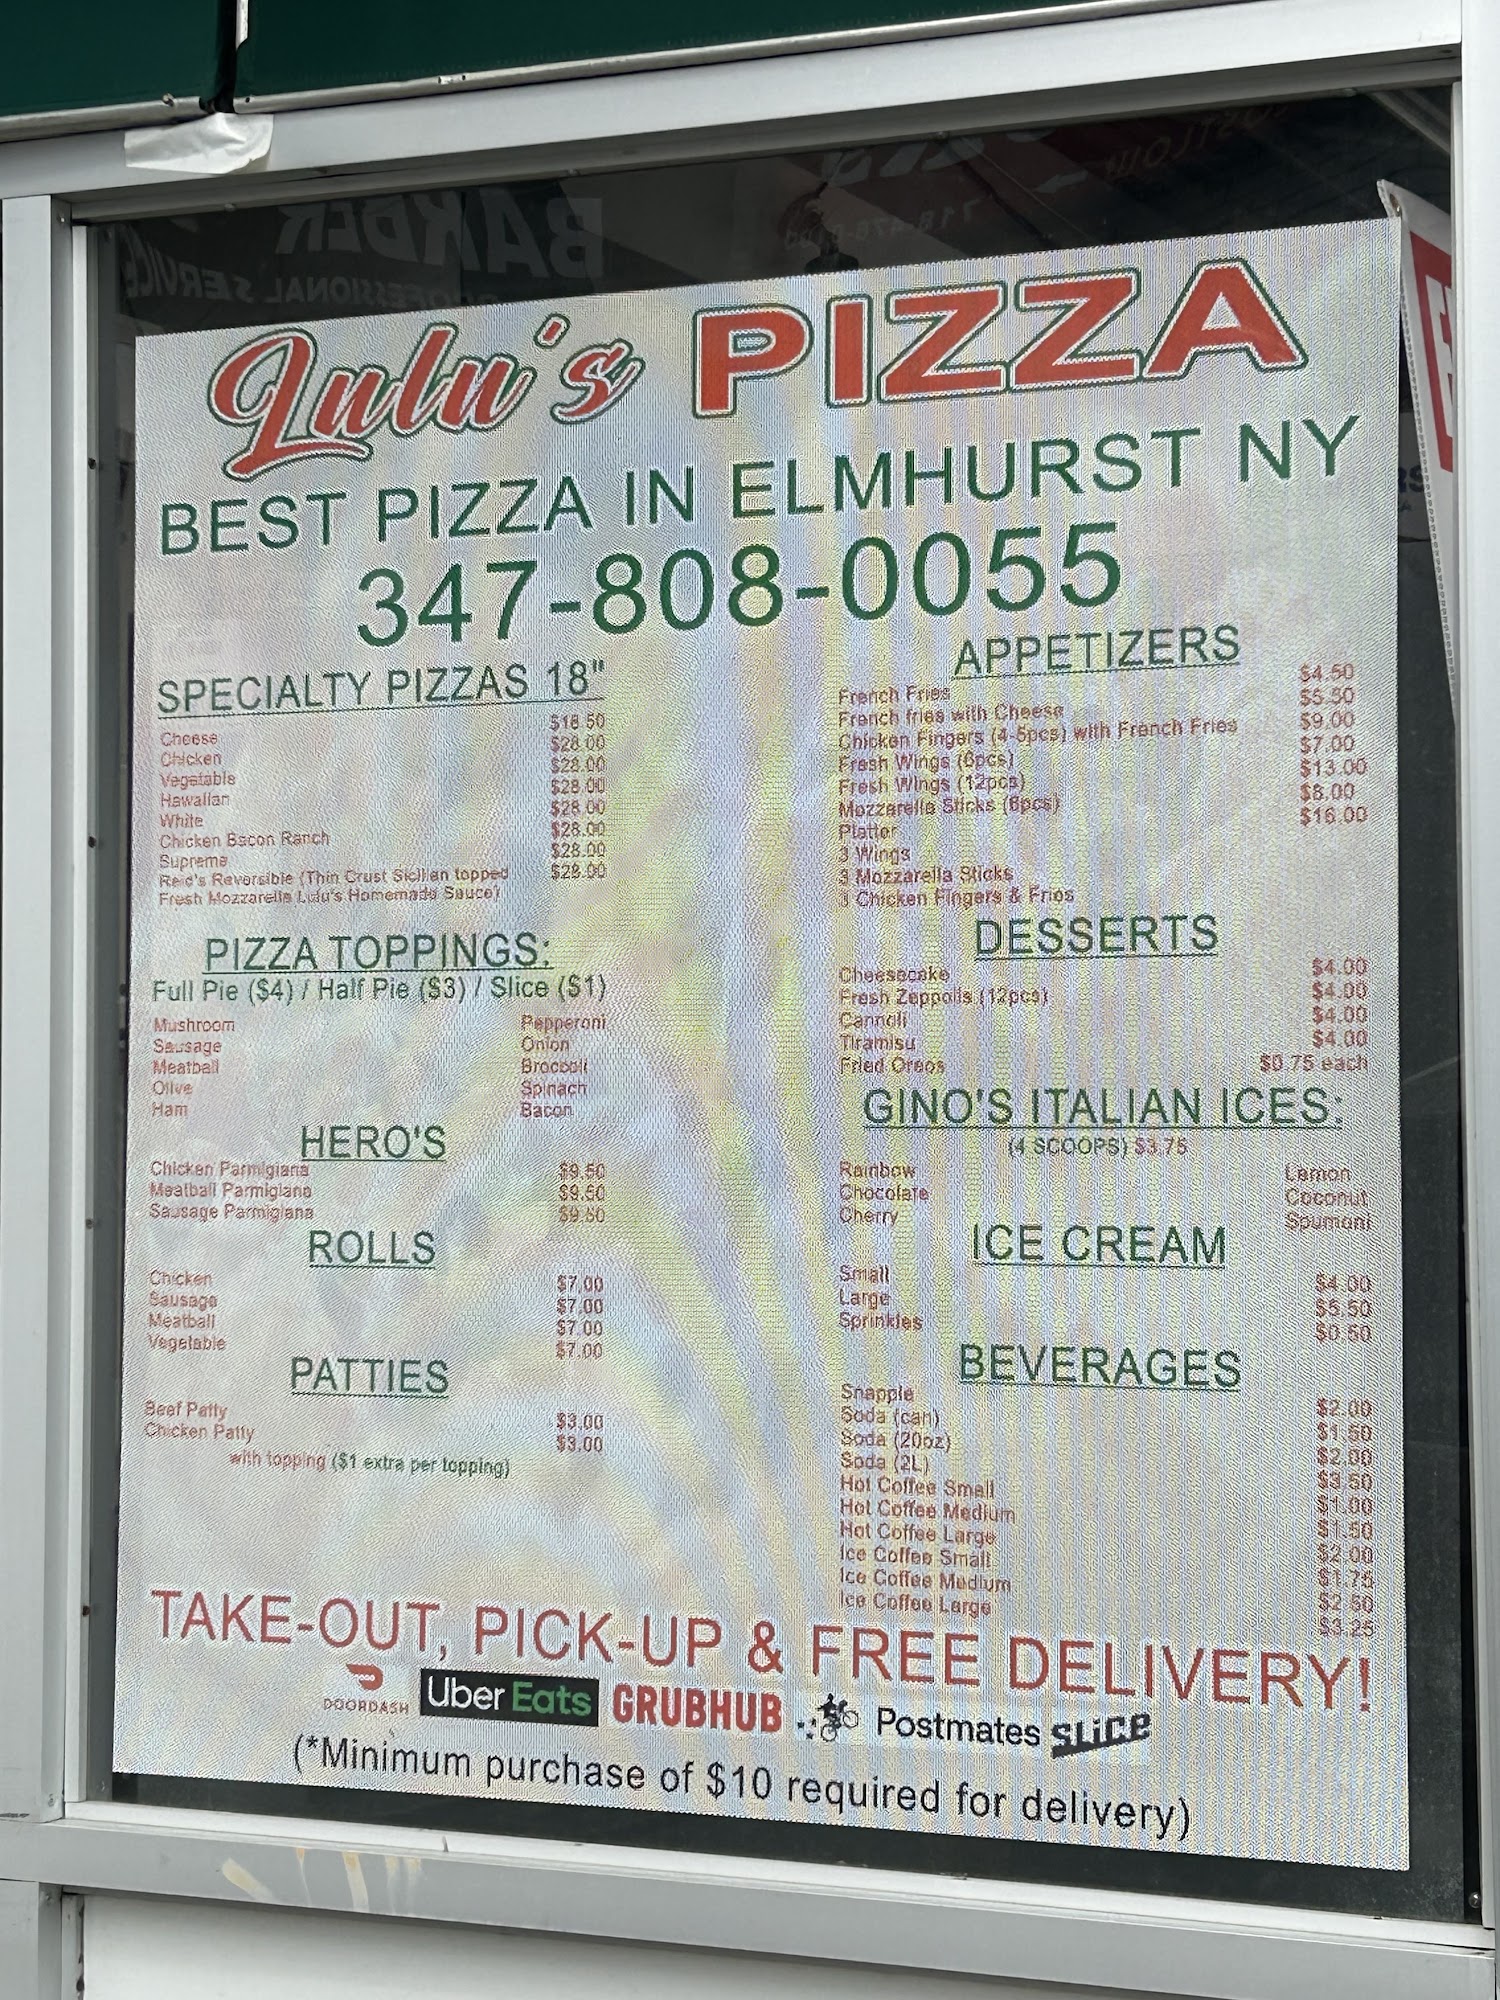 Lulu's PIZZA
BEST PIZZA IN ELMHURST NY
347-808-0055
SPECIALTY PIZZAS 18"
Cheese $18.50
Chicken $28.00
Vegetable $28.00
Hawaiian $28.00
White $28.00
Chicken Bacon Ranch $28.00
Supreme $28.00
Reid's Reversible (Thin Crust Sicilian topped $28.00
Fresh Mozzarella Lulu's Homemade Sauce)
PIZZA TOPPINGS:
Full Pie ($4) / Half Pie ($3) / Slice ($1)
Mushroom Pepperoni
Sausage Onion
Meatball Broccoli
Olive Spinach
Ham Bacon
HERO'S
Chicken Parmigiana $9.50
Meatball Parmigiana $9.50
Sausage Parmigiana $9.50
ROLLS
Chicken $7.00
Sausage $7.00
Meatball $7.00
Vegetable $7.00
PATTIES
Beef Patty $3.00
Chicken Patty $3.00
with topping ($1 extra per topping)
APPETIZERS
French Fries $4.50
French fries with Cheese $5.50
Chicken Fingers (4-5pcs) with French Fries $9.00
Fresh Wings (6pcs) $7.00
Fresh Wings (12pcs) $13.00
Mozzarella Sticks (6pcs) $8.00
Platter $16.00
3 Wings
3 Mozzarella Sticks
3 Chicken Fingers & Fries
DESSERTS
Cheesecake $4.00
Fresh Zeppolis (12pcs) $4.00
Cannoli $4.00
Tiramisu $4.00
Fried Oreos $0.75 each
GINO'S ITALIAN ICES:
(4 SCOOPS) $3.75
Rainbow Lemon
Chocolate Coconut
Cherry Spumoni
ICE CREAM
Small $4.00
Large $5.50
Sprinkles $0.50
BEVERAGES
Snapple $2.00
Soda (can) $1.50
Soda (20oz) $2.00
Soda (2L) $3.50
Hot Coffee Small $1.00
Hot Coffee Medium $1.50
Hot Coffee Large $2.00
Ice Coffee Small $1.75
Ice Coffee Medium $2.50
Ice Coffee Large $3.25
TAKE-OUT, PICK-UP & FREE DELIVERY!
DOORDASH Uber Eats GRUBHUB Postmates SLiCE
(*Minimum purchase of $10 required for delivery)